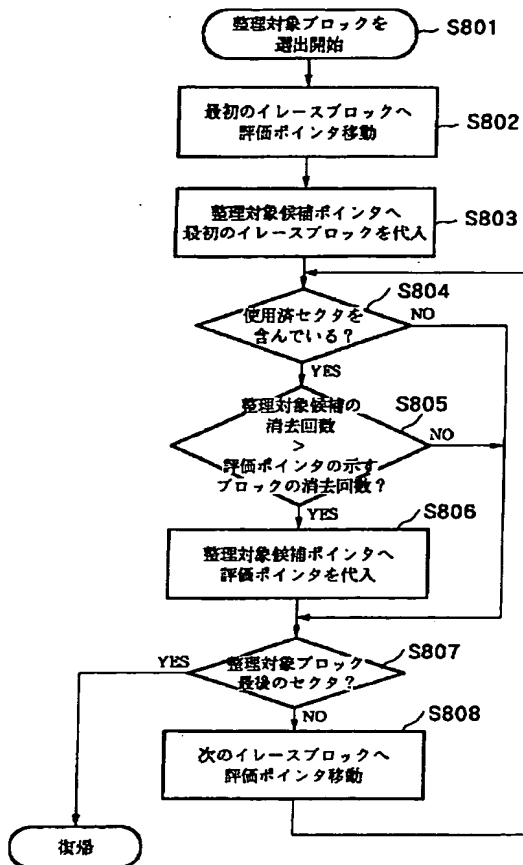 整理対象ブロックを
選出開始
S801
最初のイレースブロックへ
評価ポインタ移動
S802
整理対象候補ポインタへ
最初のイレースブロックを代入
S803
使用済セクタを
含んでいる?
S804
NO
YES
整理対象候補の
消去回数
>
評価ポインタの示す
ブロックの消去回数?
S805
NO
YES
整理対象候補ポインタへ
評価ポインタを代入
S806
整理対象ブロック
最後のセクタ?
S807
YES
NO
次のイレースブロックへ
評価ポインタ移動
S808
復帰